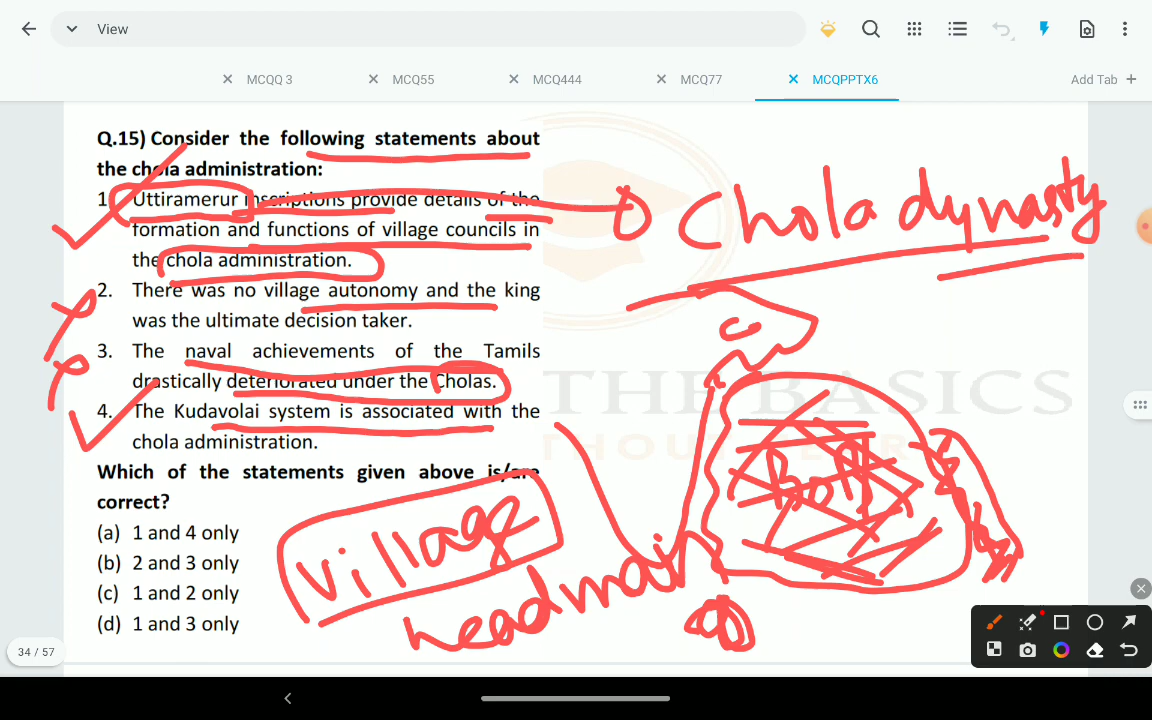 View
MCQQ 3
MCQ55
MCQ444
MCQ77
MCQPPTX6
Add Tab +
Q.15) Consider the following statements about
the chola administration:
1. Uttiramerur inscriptions provide details of the
formation and functions of village councils in
the chola administration.
2. There was no village autonomy and the king
was the ultimate decision taker.
3. The naval achievements of the Tamils
drastically deteriorated under the Cholas.
4. The Kudavolai system is associated with the
chola administration.
Which of the statements given above is/are
correct?
(a) 1 and 4 only
(b) 2 and 3 only
(c) 1 and 2 only
(d) 1 and 3 only
Chola dynasty
village
headman
THE BASICS
34 / 57